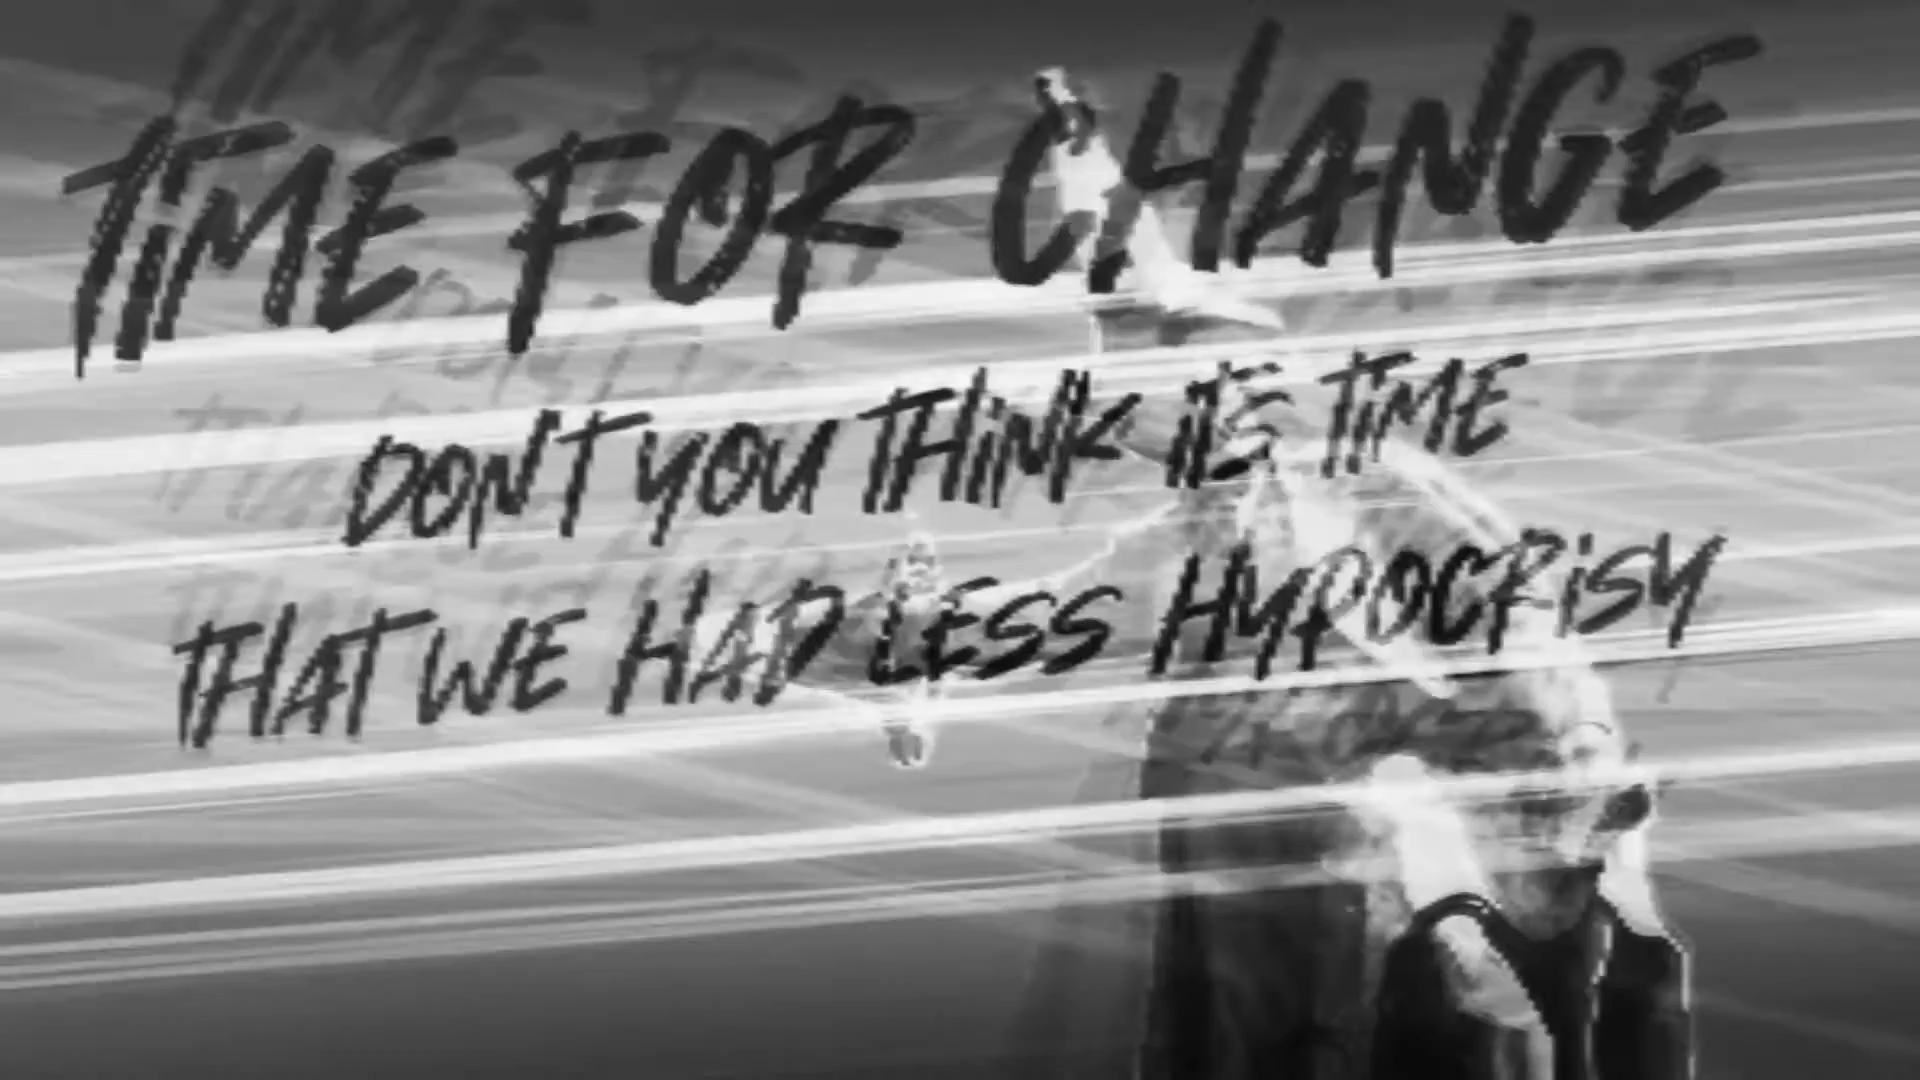 TiME FOR CHANGE
DON'T YOU THiNK iT'S TiME
THAT WE HAD LESS HYPOCRiSY